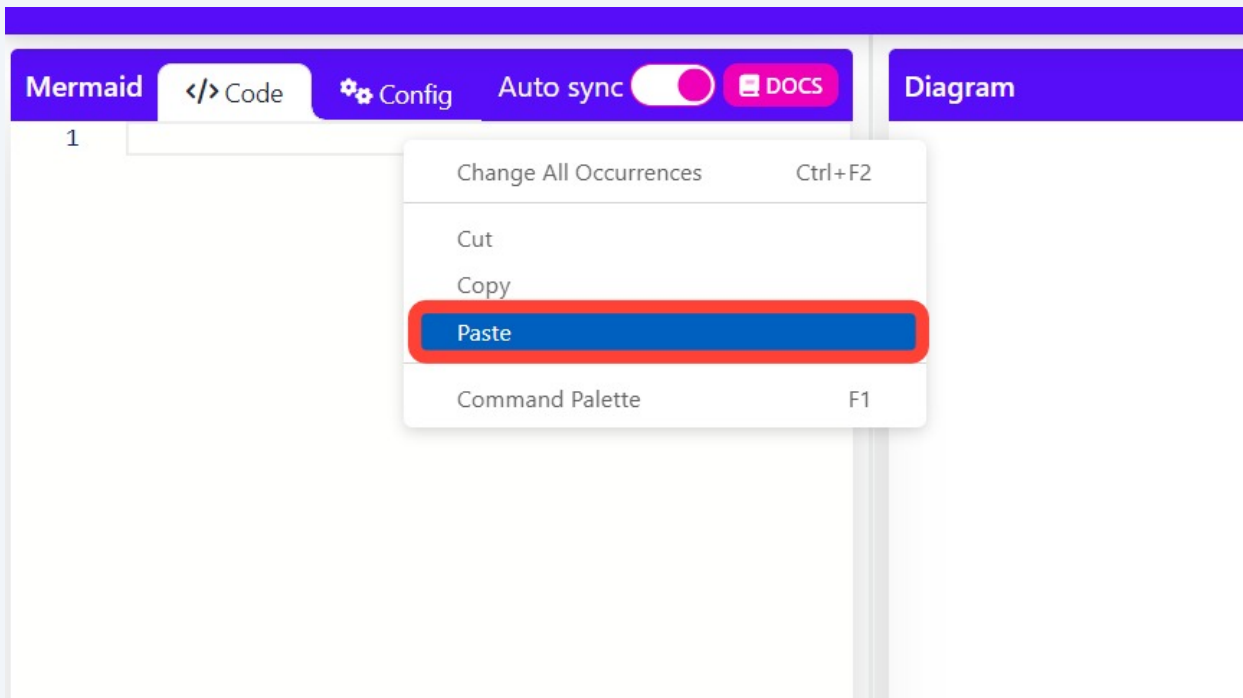 Mermaid </> Code Config Auto sync DOCS Diagram
1
Change All Occurrences Ctrl+F2
Cut
Copy
Paste
Command Palette F1